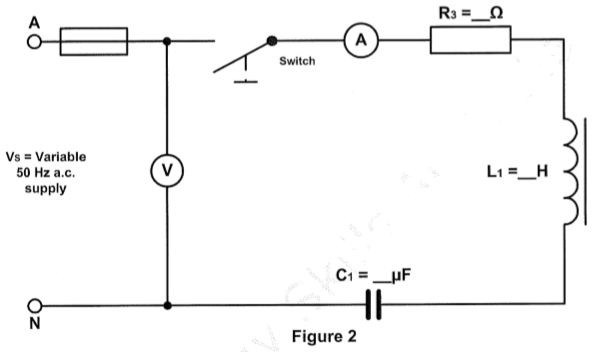 A
R₃ =__Ω
A
Switch
Vs = Variable
50 Hz a.c.
supply
V
L₁ =__H
C₁ = __µF
N
Figure 2